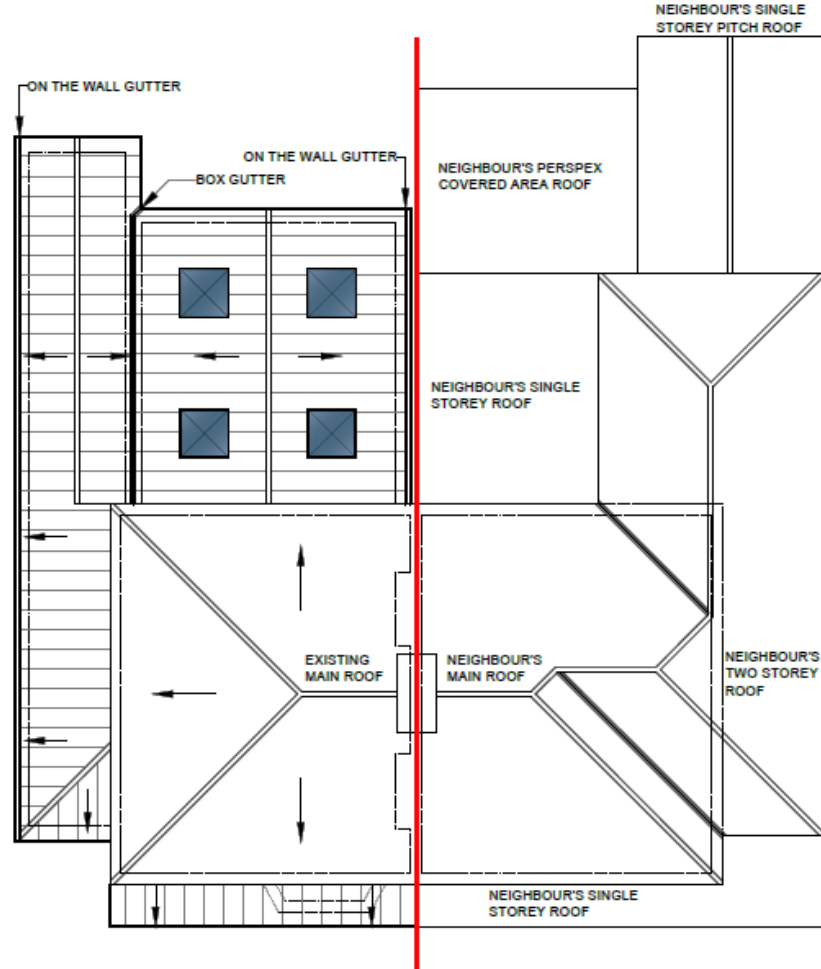 NEIGHBOUR'S SINGLE
STOREY PITCH ROOF
ON THE WALL GUTTER
ON THE WALL GUTTER
BOX GUTTER
NEIGHBOUR'S PERSPEX
COVERED AREA ROOF
NEIGHBOUR'S SINGLE
STOREY ROOF
EXISTING
MAIN ROOF
NEIGHBOUR'S
MAIN ROOF
NEIGHBOUR'S
TWO STOREY
ROOF
NEIGHBOUR'S SINGLE
STOREY ROOF